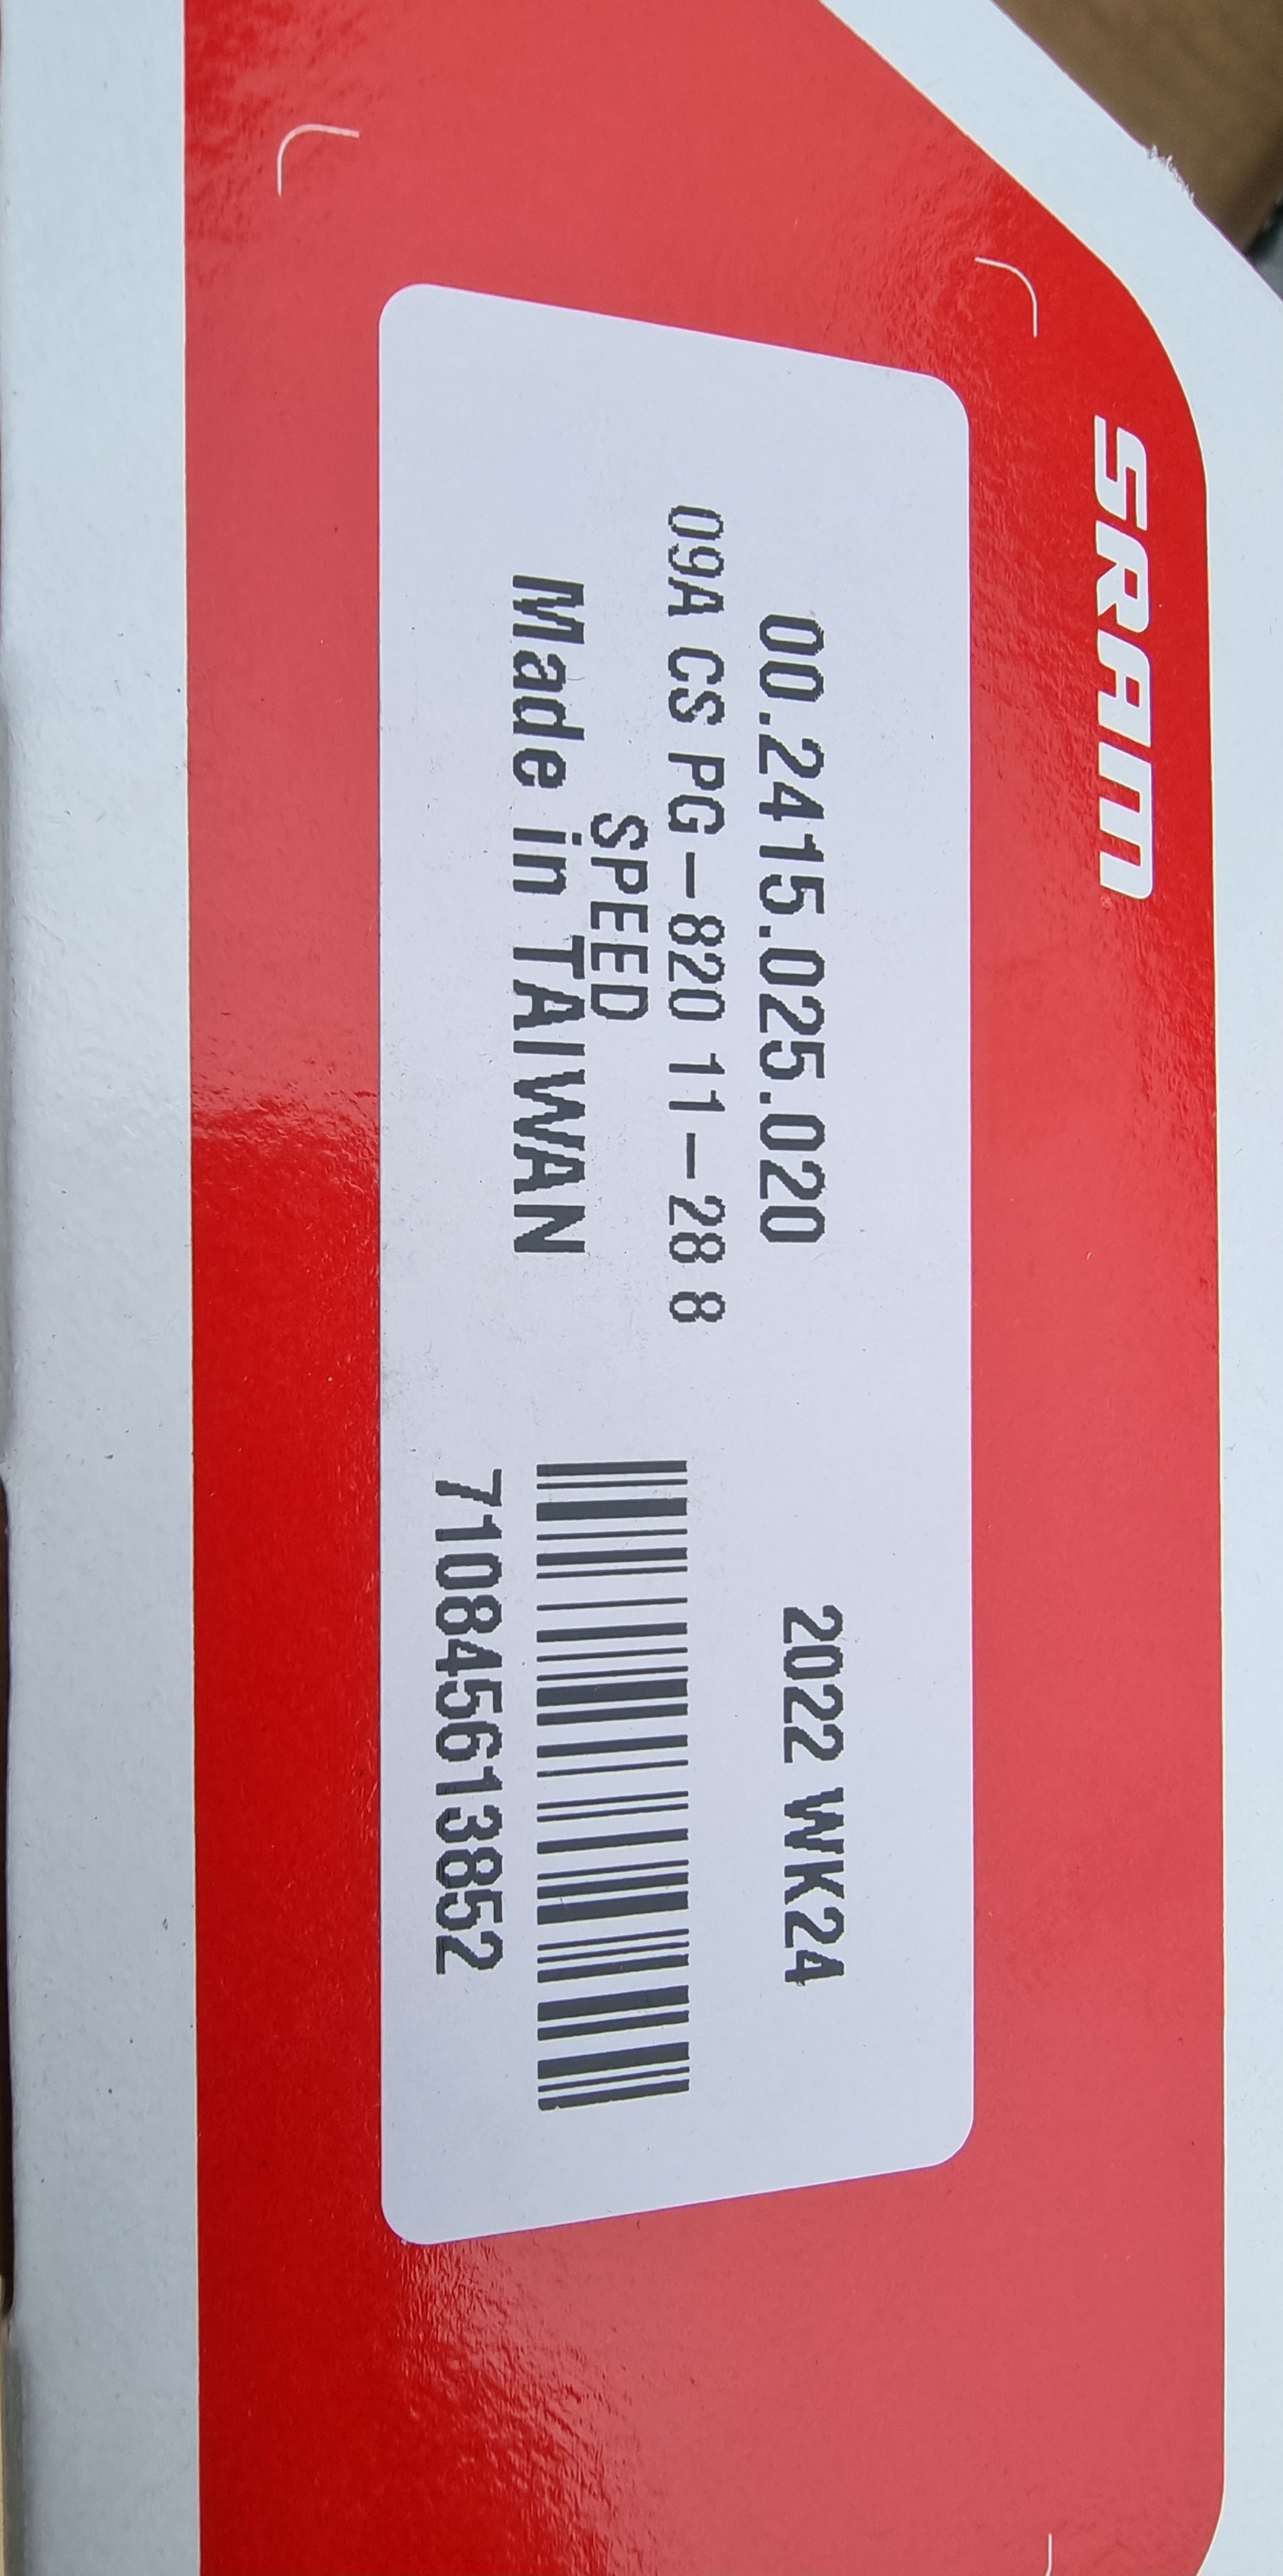 SRAM
00.2415.025.020
2022 WK24
09A CS PG-820 11-28 8
SPEED
Made in TAIWAN
710845613852